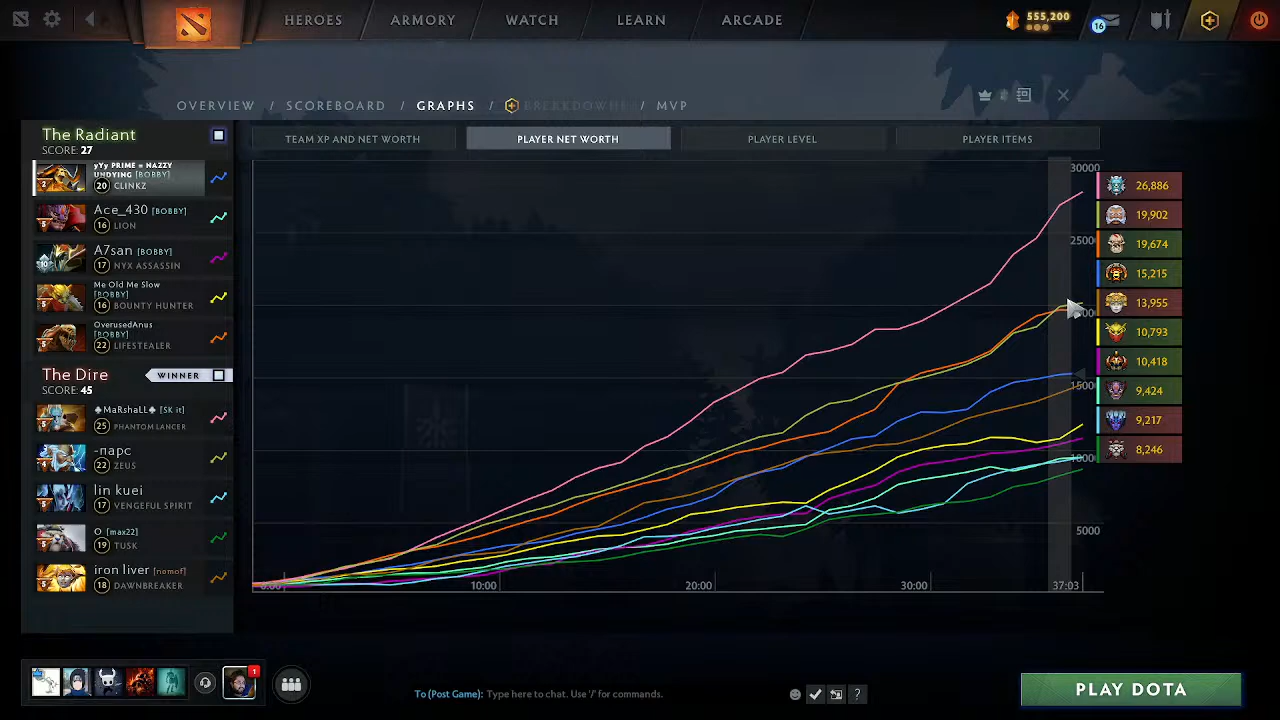 HEROES
ARMORY
WATCH
LEARN
ARCADE
555,200
16
OVERVIEW / SCOREBOARD / GRAPHS / / MVP
The Radiant
SCORE: 27
yYy PRIME = NAZZY
UNDYING [BOBBY]
20 CLINKZ
Ace_430 [BOBBY]
16 LION
A7san [BOBBY]
17 NYX ASSASSIN
Me Old Me Slow
[BOBBY]
16 BOUNTY HUNTER
OverusedAnus
[BOBBY]
22 LIFESTEALER
The Dire
WINNER
SCORE: 45
♣MaRshaLL♣ [SK it]
25 PHANTOM LANCER
-napc
22 ZEUS
lin kuei
17 VENGEFUL SPIRIT
O [max22]
19 TUSK
iron liver [nomof]
18 DAWNBREAKER
TEAM XP AND NET WORTH
PLAYER NET WORTH
PLAYER LEVEL
PLAYER ITEMS
30000
25000
15000
10000
5000
0:00
10:00
20:00
30:00
37:03
26,886
19,902
19,674
15,215
13,955
10,793
10,418
9,424
9,217
8,246
1
To (Post Game): Type here to chat. Use '/' for commands.
?
PLAY DOTA